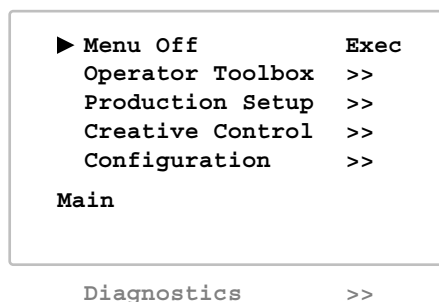 ▶ Menu Off Exec
Operator Toolbox >>
Production Setup >>
Creative Control >>
Configuration >>
Main
Diagnostics >>